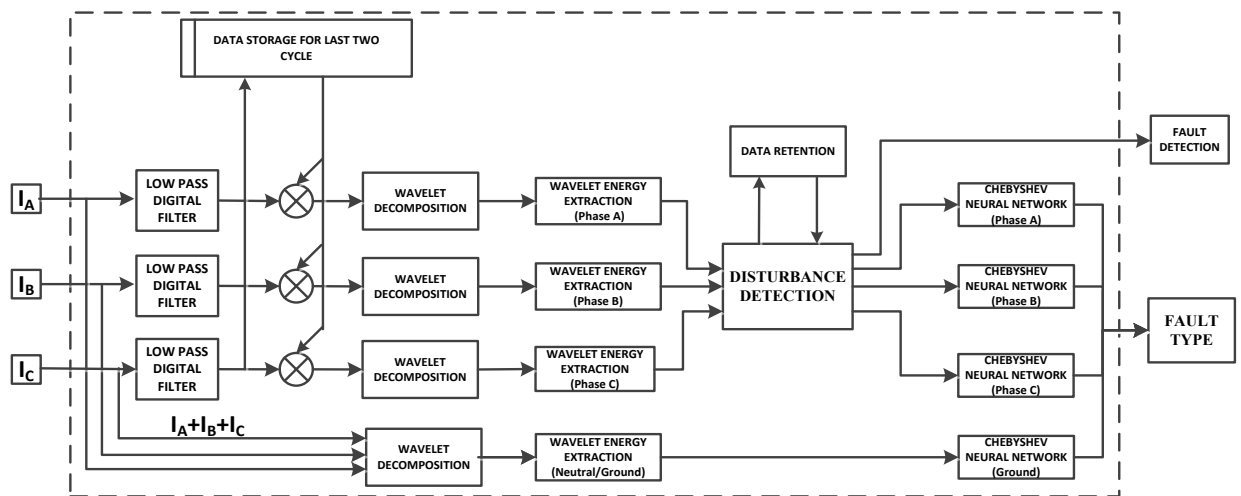 DATA STORAGE FOR LAST TWO
CYCLE
FAULT
DETECTION
DATA RETENTION
I_A
LOW PASS
DIGITAL
FILTER
WAVELET
DECOMPOSITION
WAVELET ENERGY
EXTRACTION
(Phase A)
CHEBYSHEV
NEURAL NETWORK
(Phase A)
I_B
LOW PASS
DIGITAL
FILTER
WAVELET
DECOMPOSITION
WAVELET ENERGY
EXTRACTION
(Phase B)
DISTURBANCE
DETECTION
CHEBYSHEV
NEURAL NETWORK
(Phase B)
FAULT
TYPE
I_C
LOW PASS
DIGITAL
FILTER
WAVELET
DECOMPOSITION
WAVELET ENERGY
EXTRACTION
(Phase C)
CHEBYSHEV
NEURAL NETWORK
(Phase C)
I_A+I_B+I_C
WAVELET
DECOMPOSITION
WAVELET ENERGY
EXTRACTION
(Neutral/Ground)
CHEBYSHEV
NEURAL NETWORK
(Ground)